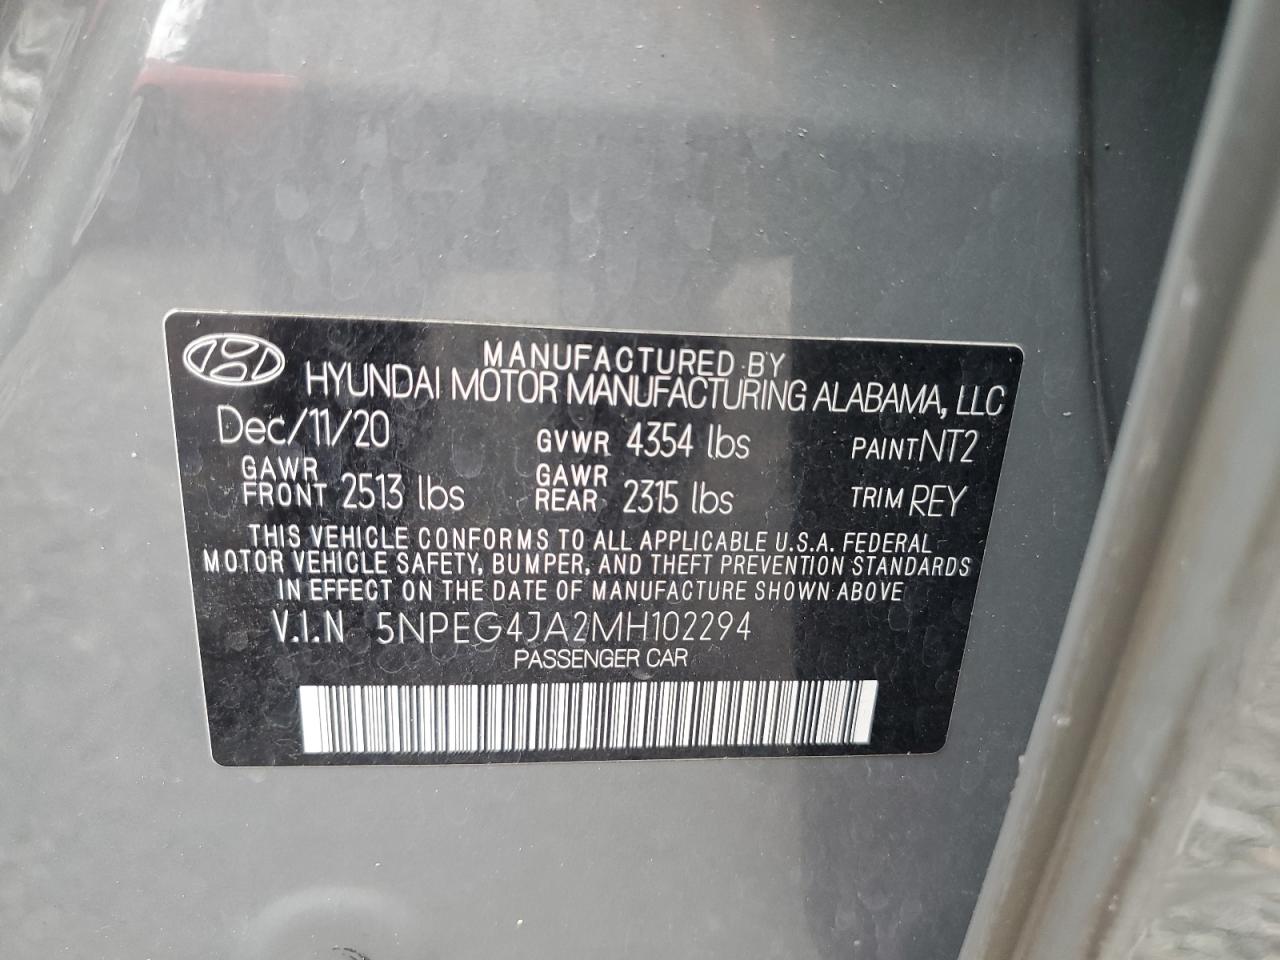 MANUFACTURED BY
HYUNDAI MOTOR MANUFACTURING ALABAMA, LLC
Dec/11/20 GVWR 4354 lbs PAINT NT2
GAWR FRONT 2513 lbs GAWR REAR 2315 lbs TRIM REY
THIS VEHICLE CONFORMS TO ALL APPLICABLE U.S.A. FEDERAL
MOTOR VEHICLE SAFETY, BUMPER, AND THEFT PREVENTION STANDARDS
IN EFFECT ON THE DATE OF MANUFACTURE SHOWN ABOVE
V.I.N 5NPEG4JA2MH102294
PASSENGER CAR